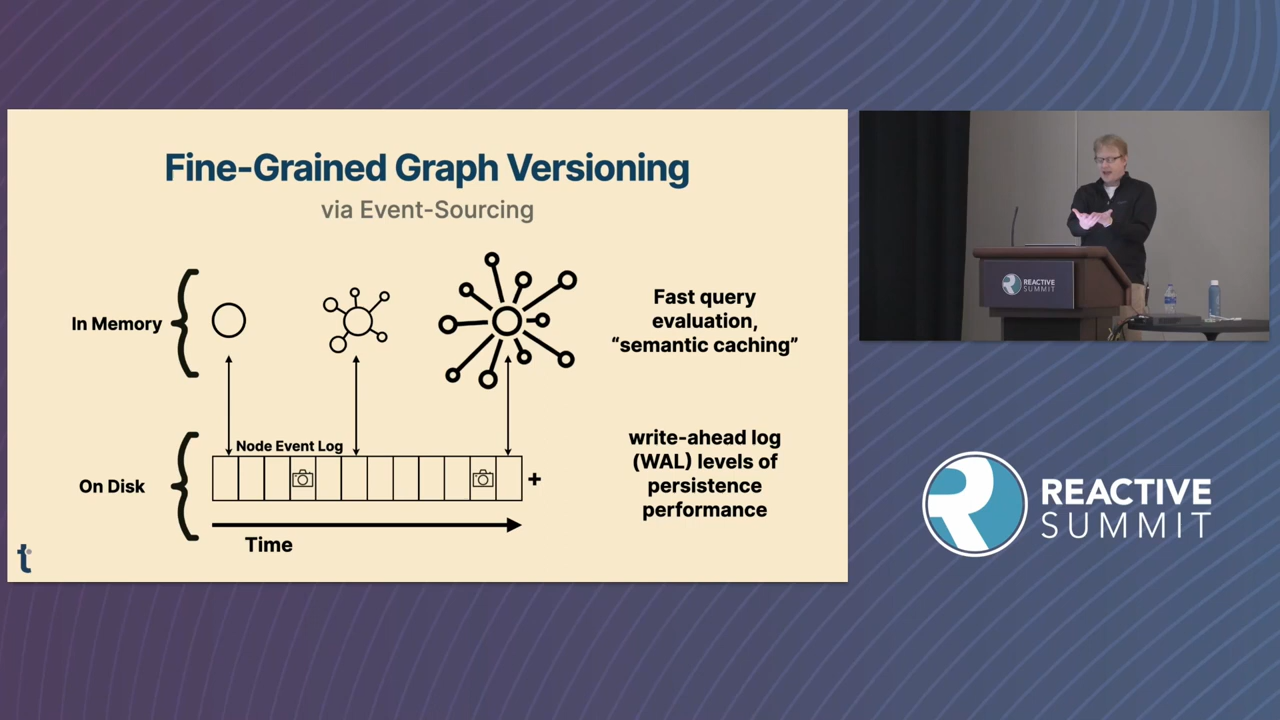 Fine-Grained Graph Versioning
via Event-Sourcing
In Memory
Fast query
evaluation,
“semantic caching”
Node Event Log
On Disk
+
write-ahead log
(WAL) levels of
persistence
performance
Time
t
REACTIVE
SUMMIT
R
REACTIVE
SUMMIT